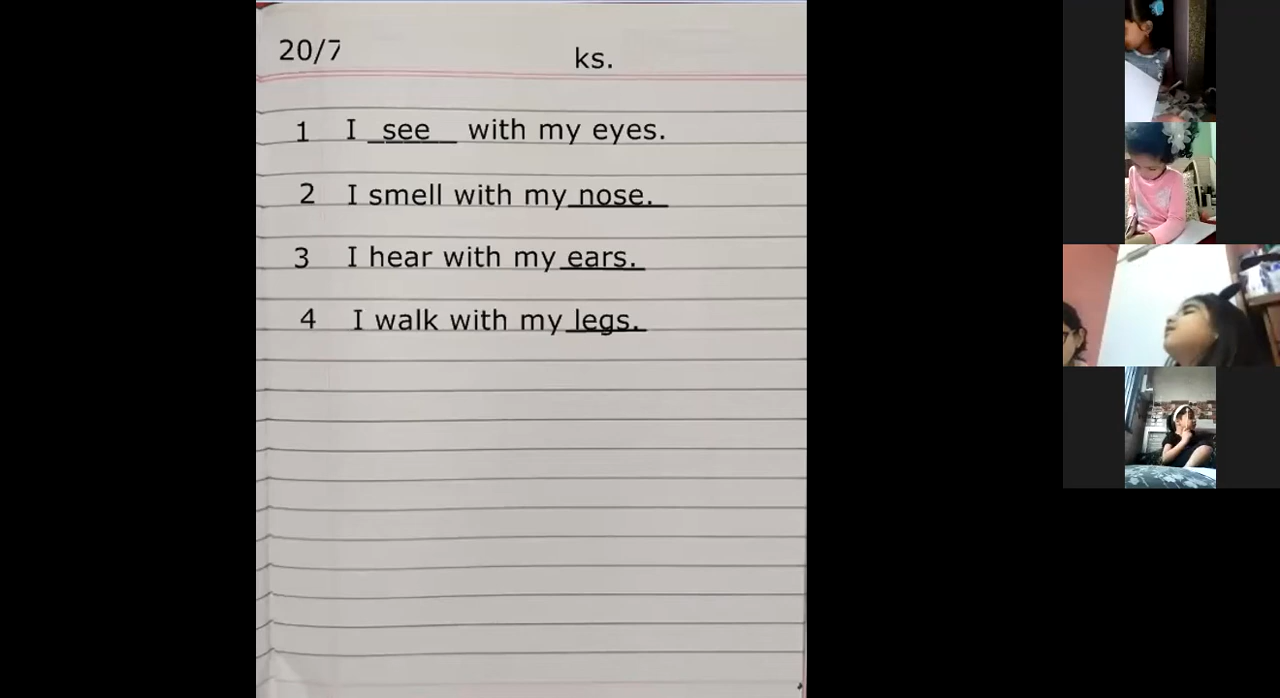 20/7
ks.
1 I see with my eyes.
2 I smell with my nose.
3 I hear with my ears.
4 I walk with my legs.